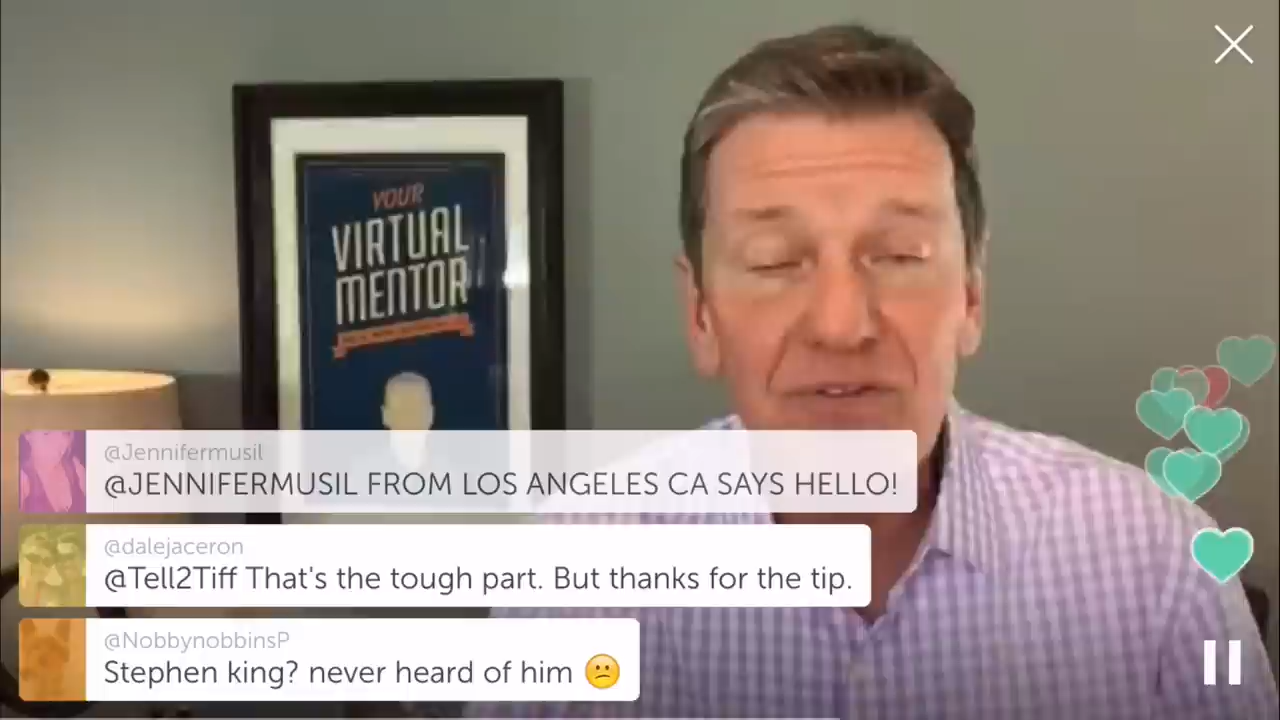 YOUR
VIRTUAL
MENTOR
@Jennifermusil
@JENNIFERMUSIL FROM LOS ANGELES CA SAYS HELLO!
@dalejaceron
@Tell2Tiff That's the tough part. But thanks for the tip.
@NobbynobbinsP
Stephen king? never heard of him 😕